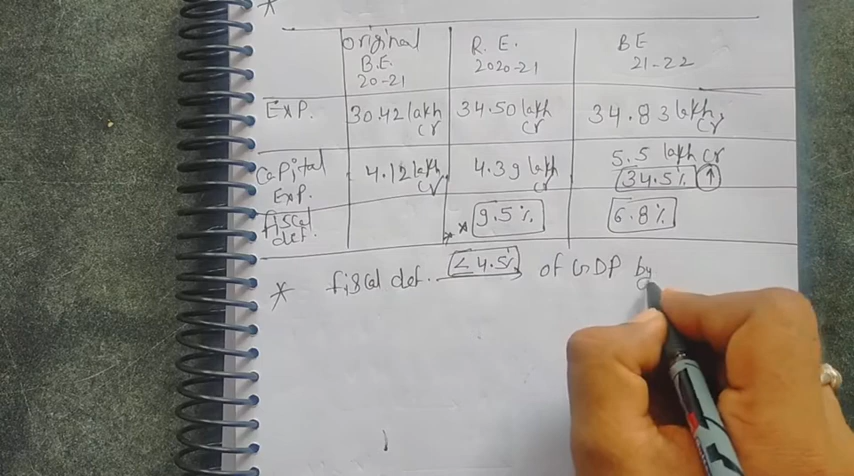 *
Original B.E. 20-21 R.E. 2020-21 BE 21-22
Exp. 30.42 lakh cr 34.50 lakh cr 34.83 lakh cr
Capital Exp. 4.12 lakh cr 4.39 lakh cr 5.5 lakh cr 34.5% ↑
fiscal def. ** 9.5% 6.8%
* fiscal def. < 4.5% of GDP by